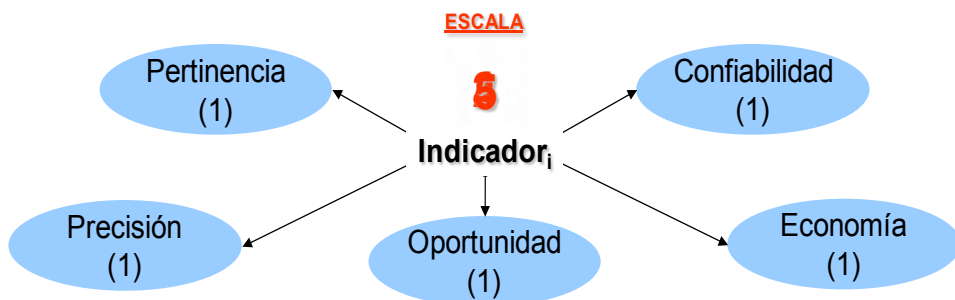 ESCALA
Pertinencia
(1)
Confiabilidad
(1)
Indicadorᵢ
Precisión
(1)
Oportunidad
(1)
Economía
(1)